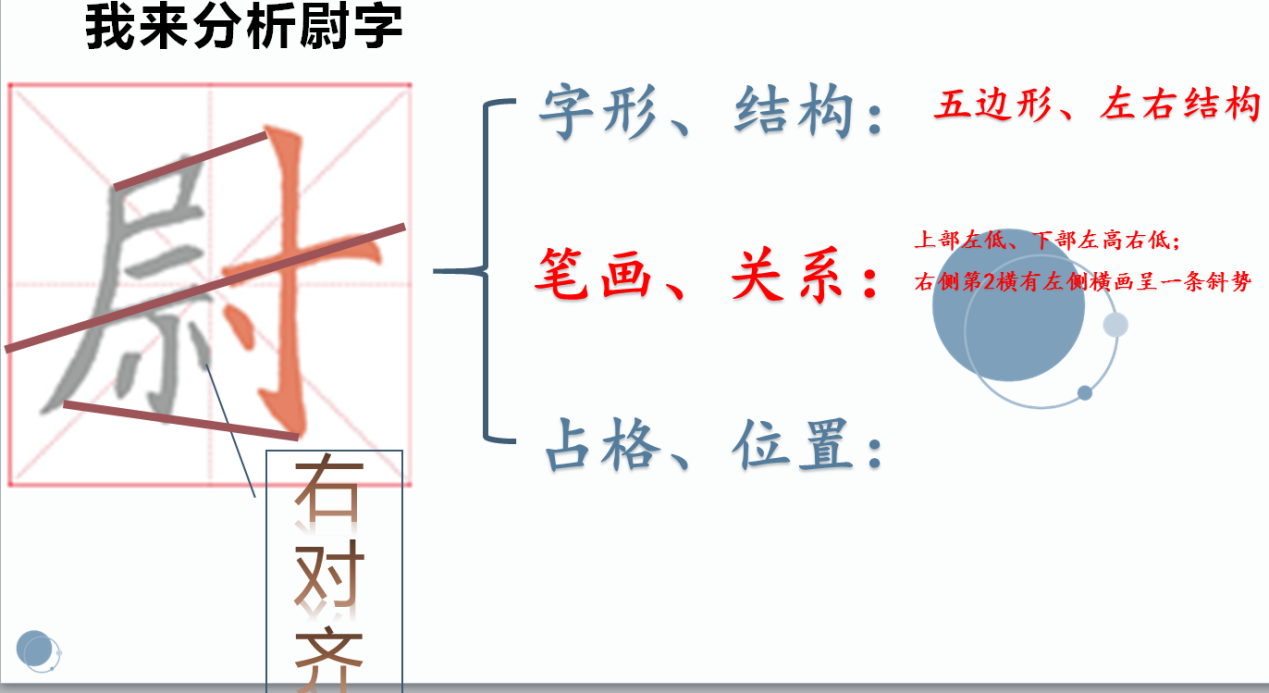 我来分析尉字
字形、结构：
五边形、左右结构
笔画、关系：
上部左低、下部左高右低；
右侧第2横有左侧横画呈一条斜势
占格、位置：
尉
右对齐